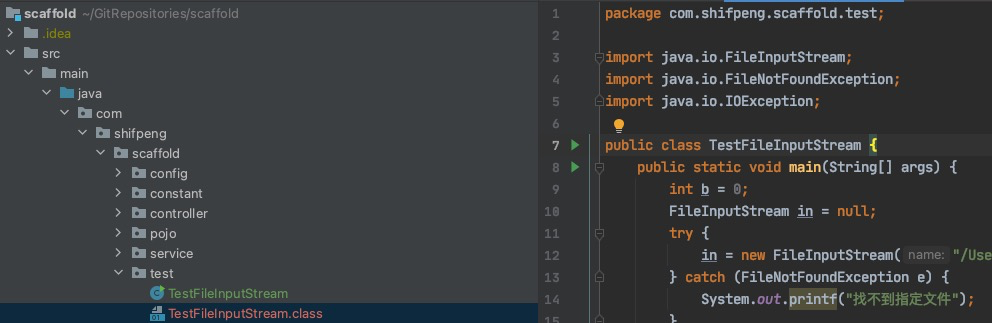 scaffold ~/GitRepositories/scaffold
.idea
src
main
java
com
shifpeng
scaffold
config
constant
controller
pojo
service
test
TestFileInputStream
TestFileInputStream.class
1 package com.shifpeng.scaffold.test;
2
3 import java.io.FileInputStream;
4 import java.io.FileNotFoundException;
5 import java.io.IOException;
6
7 public class TestFileInputStream {
8 public static void main(String[] args) {
9 int b = 0;
10 FileInputStream in = null;
11 try {
12 in = new FileInputStream( name: "/Use
13 } catch (FileNotFoundException e) {
14 System.out.printf("找不到指定文件");
15 }